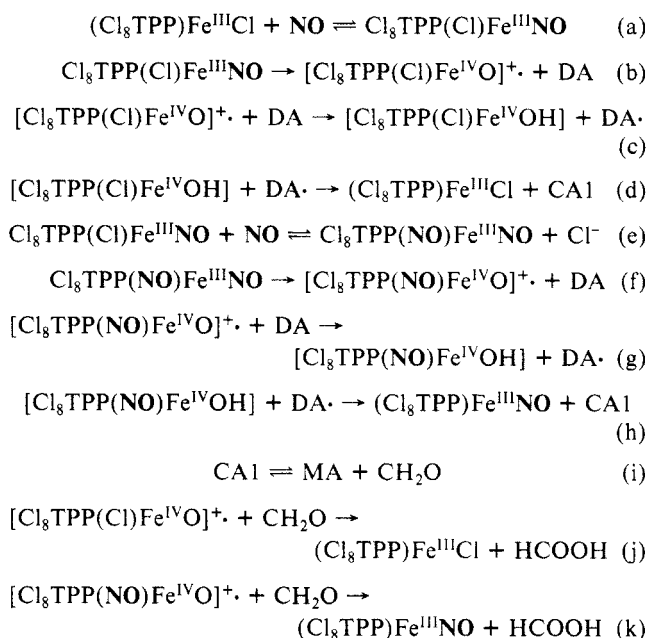 (Cl₈TPP)FeᴵᴵᴵCl + NO ⇌ Cl₈TPP(Cl)FeᴵᴵᴵNO (a)
Cl₈TPP(Cl)FeᴵᴵᴵNO → [Cl₈TPP(Cl)FeᴵⱽO]⁺· + DA (b)
[Cl₈TPP(Cl)FeᴵⱽO]⁺· + DA → [Cl₈TPP(Cl)FeᴵⱽOH] + DA·
(c)
[Cl₈TPP(Cl)FeᴵⱽOH] + DA· → (Cl₈TPP)FeᴵᴵᴵCl + CAl (d)
Cl₈TPP(Cl)FeᴵᴵᴵNO + NO ⇌ Cl₈TPP(NO)FeᴵᴵᴵNO + Cl⁻ (e)
Cl₈TPP(NO)FeᴵᴵᴵNO → [Cl₈TPP(NO)FeᴵⱽO]⁺· + DA (f)
[Cl₈TPP(NO)FeᴵⱽO]⁺· + DA →
[Cl₈TPP(NO)FeᴵⱽOH] + DA· (g)
[Cl₈TPP(NO)FeᴵⱽOH] + DA· → (Cl₈TPP)FeᴵᴵᴵNO + CAl
(h)
CAl ⇌ MA + CH₂O (i)
[Cl₈TPP(Cl)FeᴵⱽO]⁺· + CH₂O →
(Cl₈TPP)FeᴵᴵᴵCl + HCOOH (j)
[Cl₈TPP(NO)FeᴵⱽO]⁺· + CH₂O →
(Cl₈TPP)FeᴵᴵᴵNO + HCOOH (k)